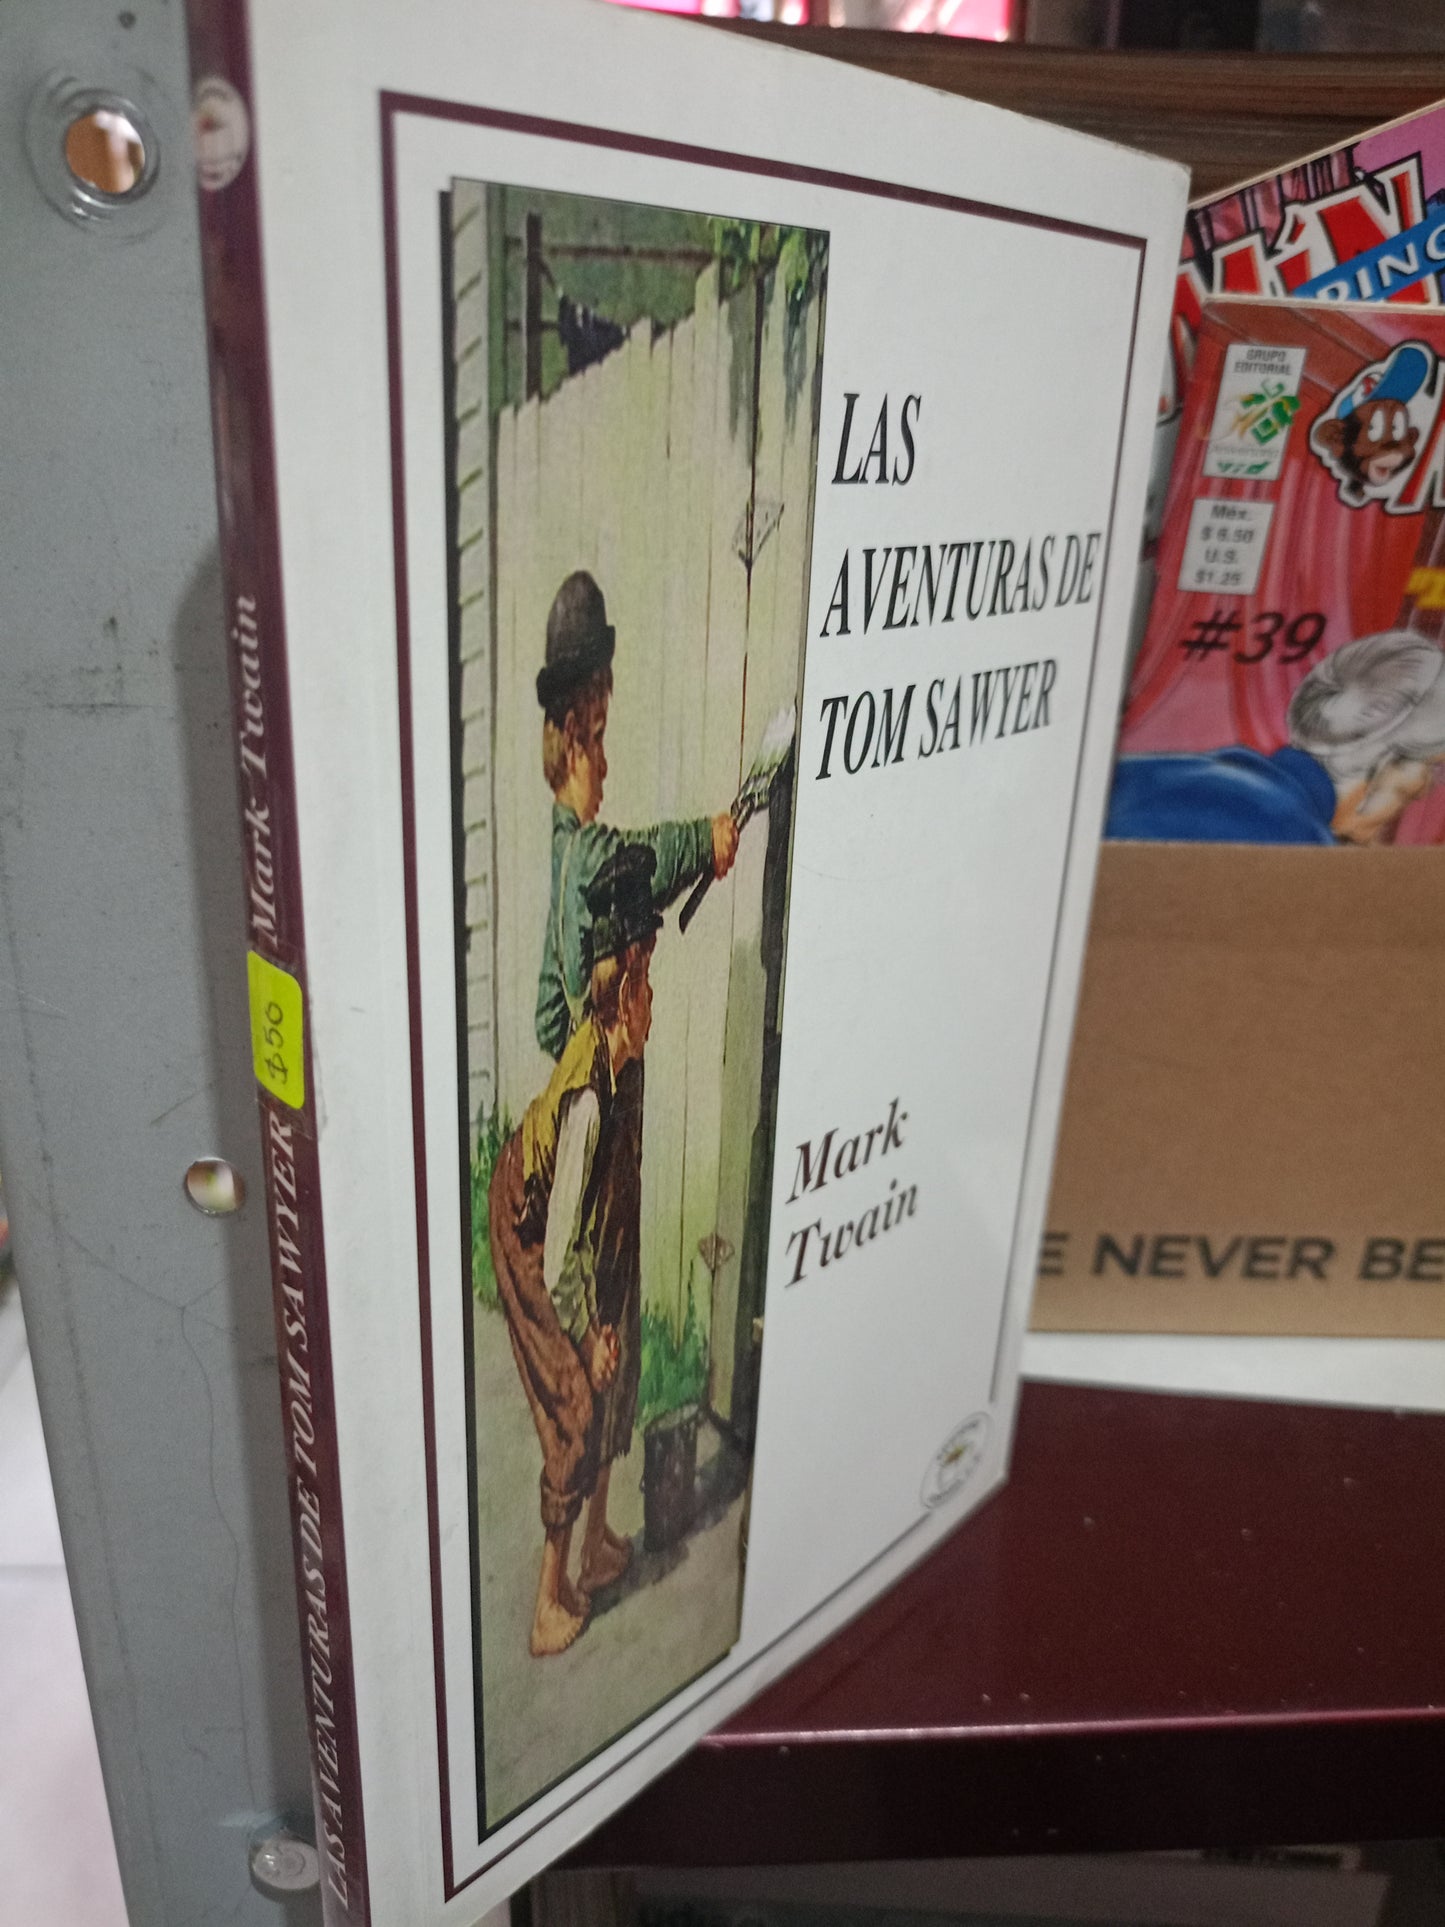 LAS
AVENTURAS DE
TOM SAWYER
Mark
Twain
Mark Twain
$50
LAS AVENTURAS DE TOM SAWYER
GRUPO
EDITORIAL
Méx.
$ 6.50
U.S.
$1.25
#39
E NEVER BE